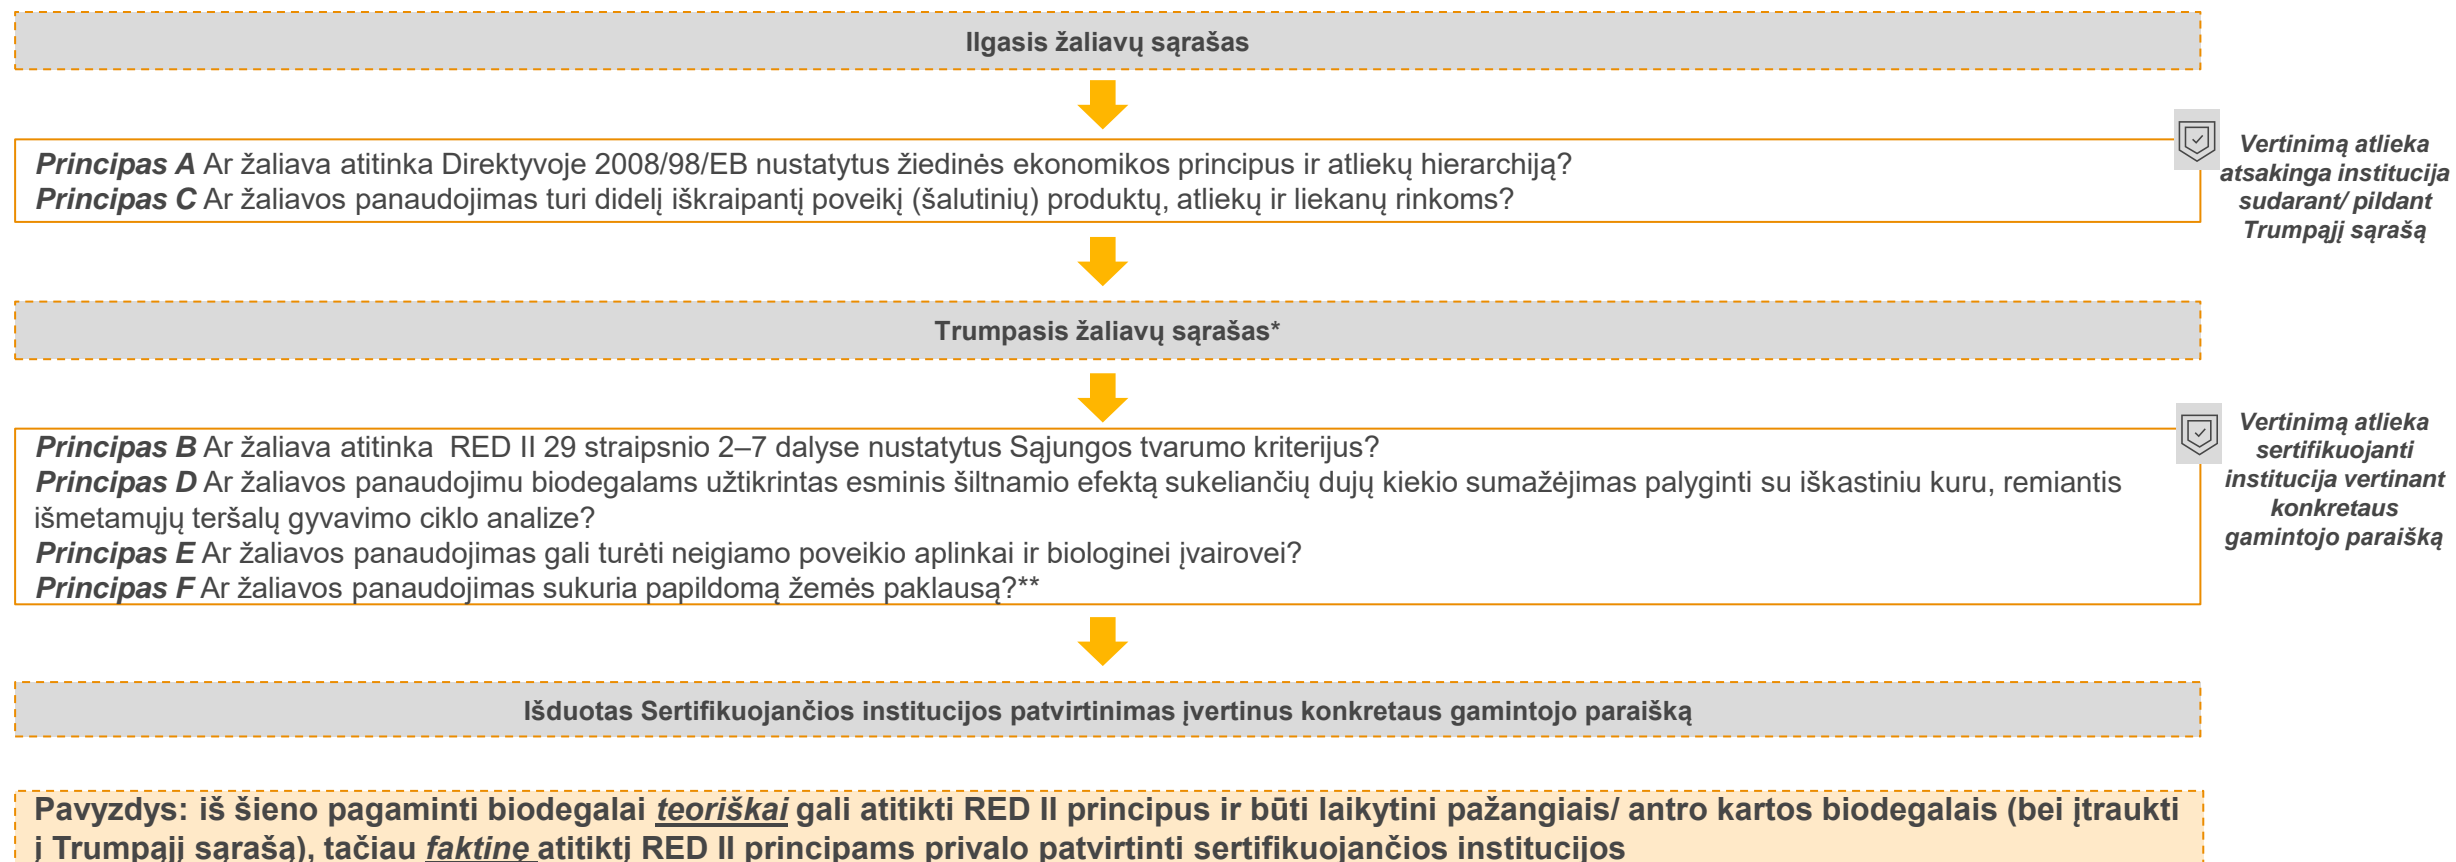 Ilgasis žaliavų sąrašas
Principas A Ar žaliava atitinka Direktyvoje 2008/98/EB nustatytus žiedinės ekonomikos principus ir atliekų hierarchiją?
Principas C Ar žaliavos panaudojimas turi didelį iškraipantį poveikį (šalutinių) produktų, atliekų ir liekanų rinkoms?
Vertinimą atlieka
atsakinga institucija
sudarant/ pildant
Trumpąjį sąrašą
Trumpasis žaliavų sąrašas*
Principas B Ar žaliava atitinka RED II 29 straipsnio 2–7 dalyse nustatytus Sąjungos tvarumo kriterijus?
Principas D Ar žaliavos panaudojimu biodegalams užtikrintas esminis šiltnamio efektą sukeliančių dujų kiekio sumažėjimas palyginti su iškastiniu kuru, remiantis
išmetamųjų teršalų gyvavimo ciklo analize?
Principas E Ar žaliavos panaudojimas gali turėti neigiamo poveikio aplinkai ir biologinei įvairovei?
Principas F Ar žaliavos panaudojimas sukuria papildomą žemės paklausą?**
Vertinimą atlieka
sertifikuojanti
institucija vertinant
konkretaus
gamintojo paraišką
Išduotas Sertifikuojančios institucijos patvirtinimas įvertinus konkretaus gamintojo paraišką
Pavyzdys: iš šieno pagaminti biodegalai teoriškai gali atitikti RED II principus ir būti laikytini pažangiais/ antro kartos biodegalais (bei įtraukti
į Trumpąjį sąrašą), tačiau faktinę atitiktį RED II principams privalo patvirtinti sertifikuojančios institucijos